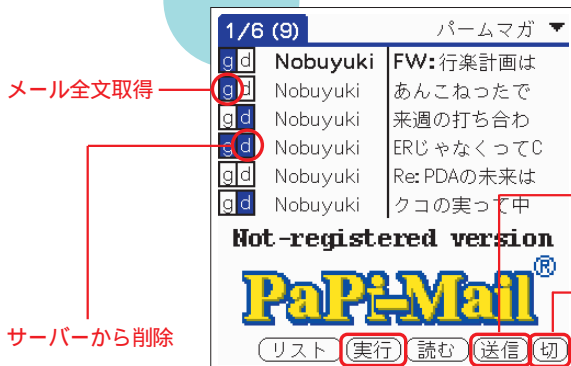 1/6 (9) パームマガ ▼
g d Nobuyuki FW:行楽計画は
メール全文取得
g d Nobuyuki あんこねったで
g d Nobuyuki 来週の打ち合わ
g d Nobuyuki ERじゃなくってC
g d Nobuyuki Re:PDAの未来は
g d Nobuyuki クコの実って中
Not-registered version
PaPi-Mail®
サーバーから削除
リスト 実行 読む 送信 切